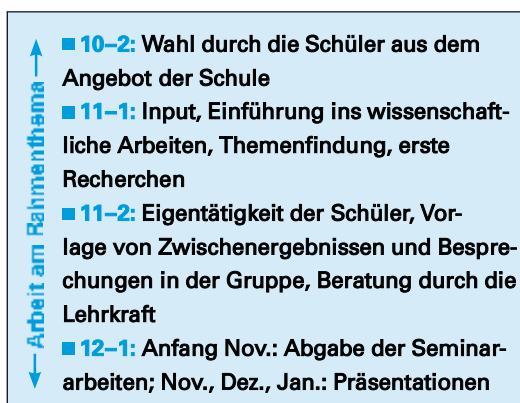 Arbeit am Rahmenthema
■ 10–2: Wahl durch die Schüler aus dem
Angebot der Schule
■ 11–1: Input, Einführung ins wissenschaft-
liche Arbeiten, Themenfindung, erste
Recherchen
■ 11–2: Eigentätigkeit der Schüler, Vor-
lage von Zwischenergebnissen und Bespre-
chungen in der Gruppe, Beratung durch die
Lehrkraft
■ 12–1: Anfang Nov.: Abgabe der Seminar-
arbeiten; Nov., Dez., Jan.: Präsentationen